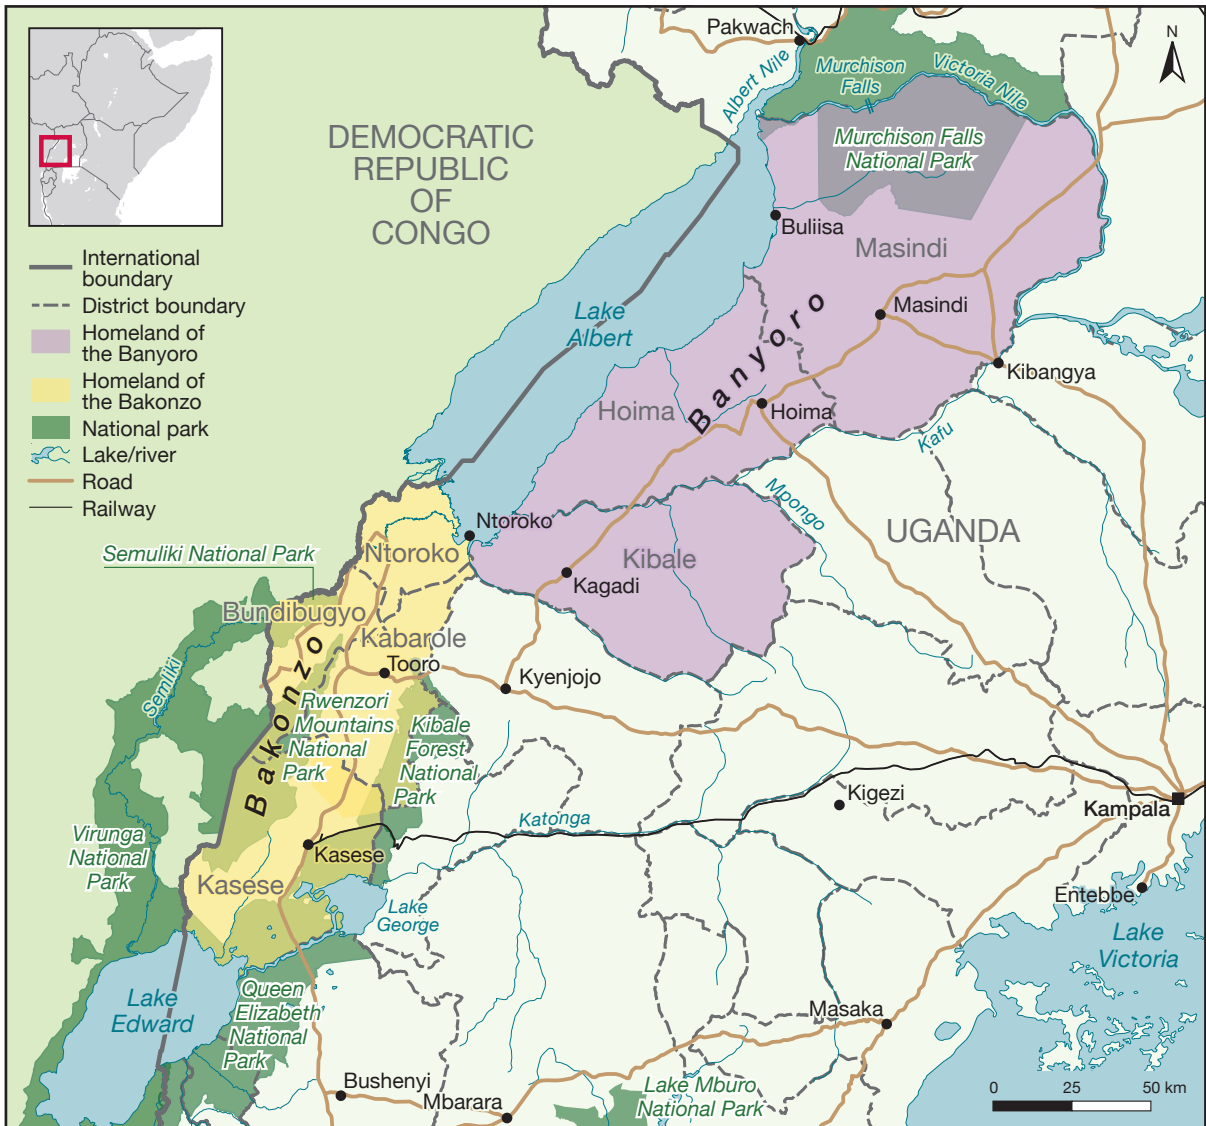 Pakwach
N
Albert Nile
Murchison
Falls
Victoria Nile
DEMOCRATIC
REPUBLIC
OF
CONGO
Murchison Falls
National Park
Buliisa
Masindi
International
boundary
District boundary
Homeland of
the Banyoro
Homeland of
the Bakonzo
National park
Lake/river
Road
Railway
Lake
Albert
Banyoro
Masindi
Kibangya
Hoima
Hoima
Kafu
Mpongo
UGANDA
Ntoroko
Ntoroko
Kibale
Kagadi
Semuliki National Park
Bundibugyo
Kabarole
Tooro
Kyenjojo
Semliki
Bakonzo
Rwenzori
Mountains
National
Park
Kibale
Forest
National
Park
Kigezi
Kampala
Katonga
Virunga
National
Park
Kasese
Kasese
Entebbe
Lake
George
Lake
Victoria
Lake
Edward
Queen
Elizabeth
National
Park
Masaka
Bushenyi
Mbarara
Lake Mburo
National Park
0 25 50 km